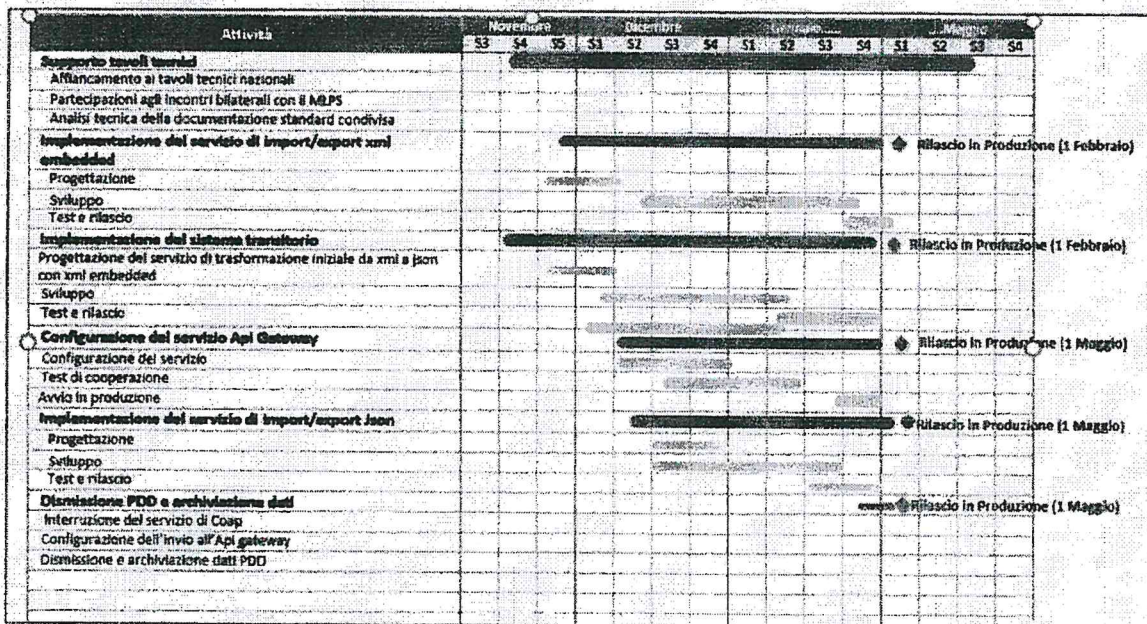 Attività Novembre Dicembre ..Maggio
S3 S4 S5 S1 S2 S3 S4 S1 S2 S3 S4 S1 S2 S3 S4
Supporto tavoli tecnici
Affiancamento ai tavoli tecnici nazionali
Partecipazioni agli incontri bilaterali con il MLPS
Analisi tecnica della documentazione standard condivisa
Implementazione del servizio di import/export xml
embedded
Rilascio in Produzione (1 Febbraio)
Progettazione
Sviluppo
Test e rilascio
Implementazione del sistema transitorio
Rilascio in Produzione (1 Febbraio)
Progettazione del servizio di trasformazione iniziale da xml a json
con xml embedded
Sviluppo
Test e rilascio
Configurazione del servizio Api Gateway
Rilascio in Produzione (1 Maggio)
Configurazione del servizio
Test di cooperazione
Avvio in produzione
Implementazione del servizio di import/export Json
Rilascio in Produzione (1 Maggio)
Progettazione
Sviluppo
Test e rilascio
Dismissione PDD e archiviazione dati
Rilascio in Produzione (1 Maggio)
Interruzione del servizio di Coap
Configurazione dell'invio all'Api gateway
Dismissione e archiviazione dati PDD